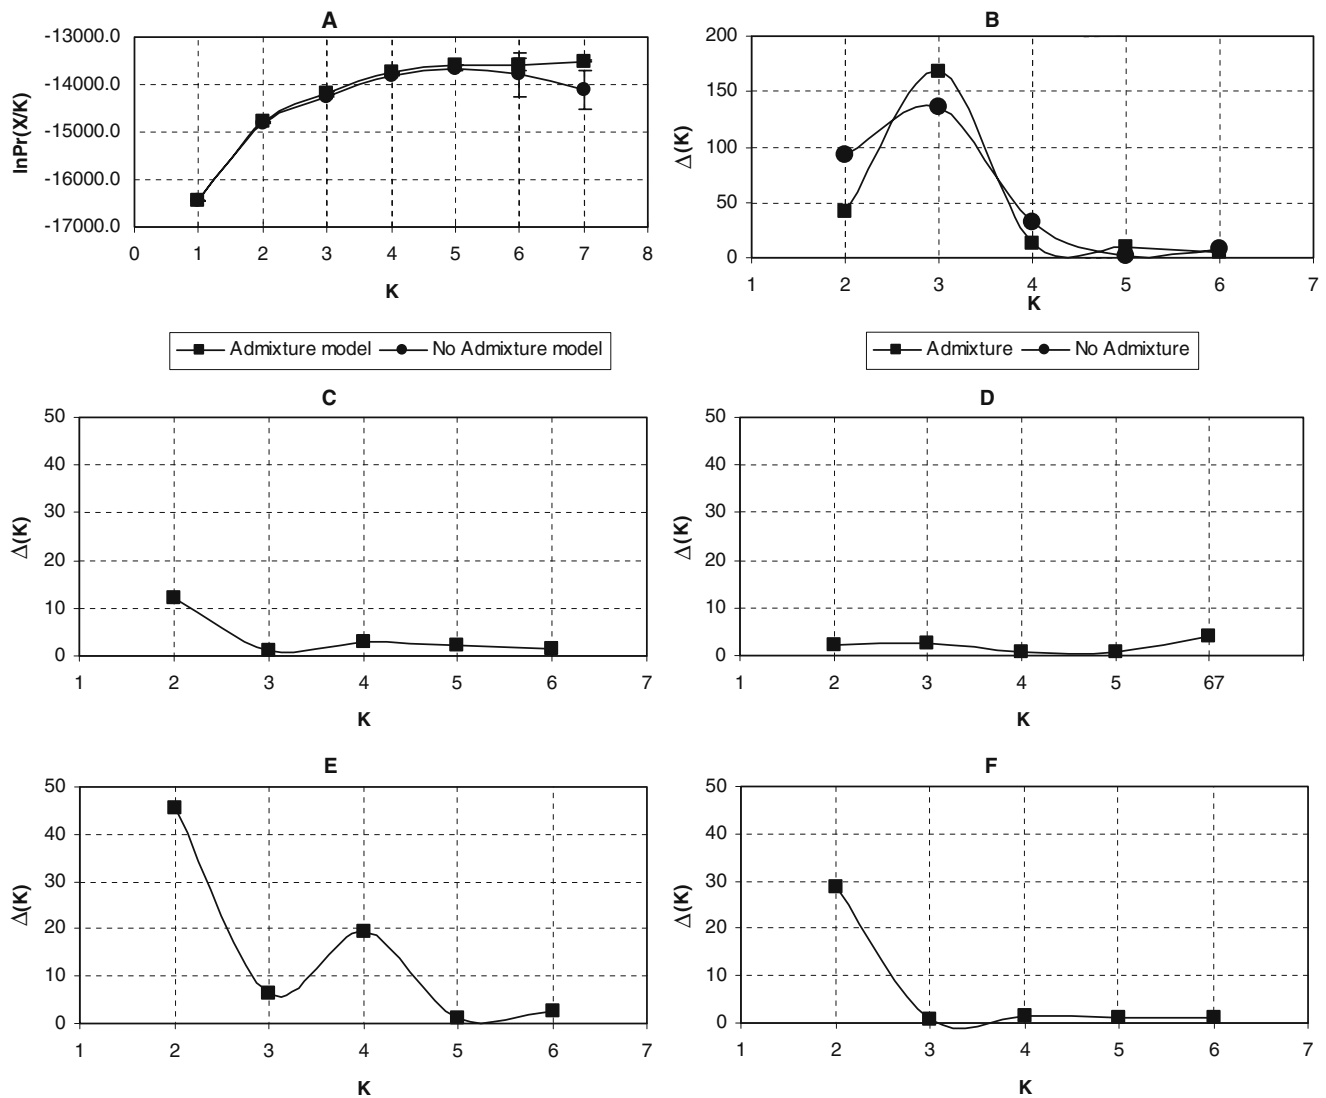 A
-13000.0
-14000.0
-15000.0
-16000.0
-17000.0
lnPr(X/K)
0 1 2 3 4 5 6 7 8
K
B
200
150
100
50
0
Δ(K)
1 2 3 4 5 6 7
K
Admixture model No Admixture model
Admixture No Admixture
C
50
40
30
20
10
0
Δ(K)
1 2 3 4 5 6 7
K
D
50
40
30
20
10
0
Δ(K)
1 2 3 4 5 67
K
E
50
40
30
20
10
0
Δ(K)
1 2 3 4 5 6 7
K
F
50
40
30
20
10
0
Δ(K)
1 2 3 4 5 6 7
K